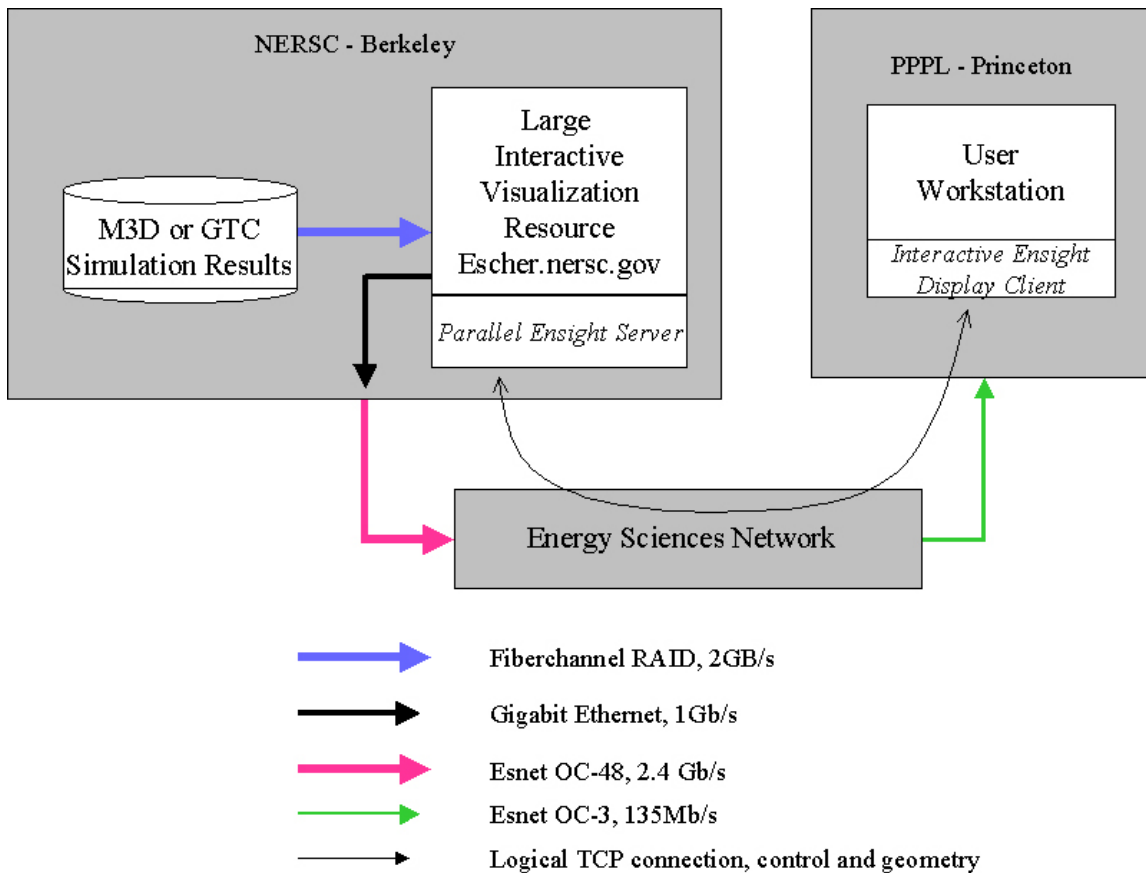 NERSC - Berkeley
Large
Interactive
Visualization
Resource
Escher.nersc.gov
Parallel Ensight Server
M3D or GTC
Simulation Results
PPPL - Princeton
User
Workstation
Interactive Ensight
Display Client
Energy Sciences Network
Fiberchannel RAID, 2GB/s
Gigabit Ethernet, 1Gb/s
Esnet OC-48, 2.4 Gb/s
Esnet OC-3, 135Mb/s
Logical TCP connection, control and geometry